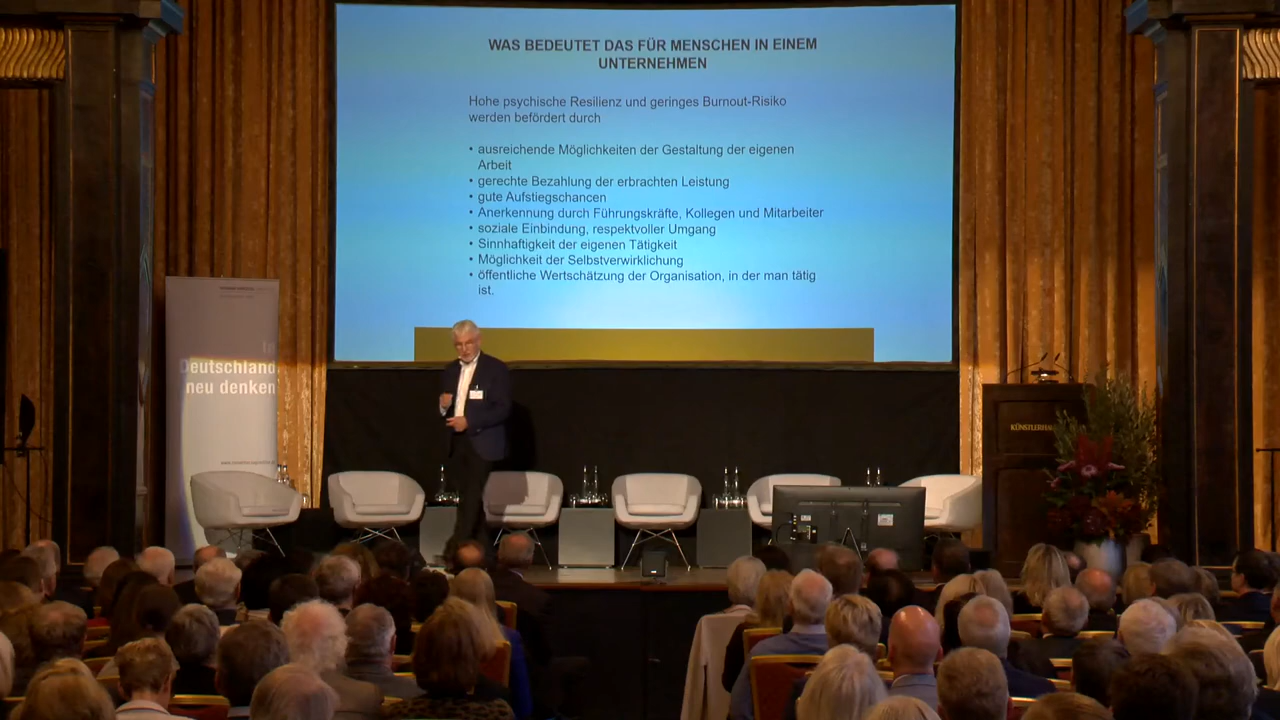 WAS BEDEUTET DAS FÜR MENSCHEN IN EINEM
UNTERNEHMEN
Hohe psychische Resilienz und geringes Burnout-Risiko
werden befördert durch
• ausreichende Möglichkeiten der Gestaltung der eigenen
Arbeit
• gerechte Bezahlung der erbrachten Leistung
• gute Aufstiegschancen
• Anerkennung durch Führungskräfte, Kollegen und Mitarbeiter
• soziale Einbindung, respektvoller Umgang
• Sinnhaftigkeit der eigenen Tätigkeit
• Möglichkeit der Selbstverwirklichung
• öffentliche Wertschätzung der Organisation, in der man tätig
ist.
Deutschland
neu denken